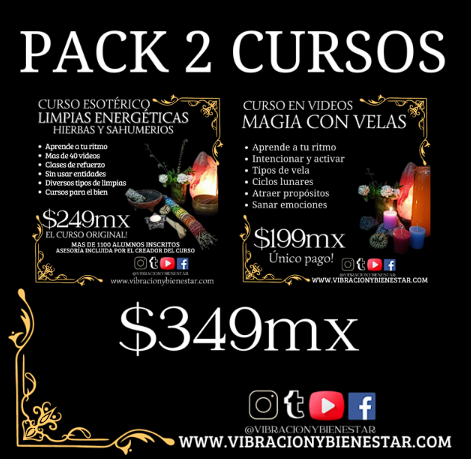 PACK 2 CURSOS
CURSO ESOTÉRICO
LIMPIAS ENERGÉTICAS
HIERBAS Y SAHUMERIOS
• Aprende a tu ritmo
• Mas de 40 videos
• Clases de refuerzo
• Sin usar entidades
• Diversos tipos de limpias
• Cursos para el bien
$249mx
EL CURSO ORIGINAL!
MAS DE 1100 ALUMNOS INSCRITOS
ASESORÍA INCLUIDA POR EL CREADOR DEL CURSO
@VIBRACIONYBIENESTAR
www.vibracionybienestar.com
CURSO EN VIDEOS
MAGIA CON VELAS
• Aprende a tu ritmo
• Intencionar y activar
• Tipos de vela
• Ciclos lunares
• Atraer propósitos
• Sanar emociones
$199mx
Único pago!
@VIBRACIONYBIENESTAR
WWW.VIBRACIONYBIENESTAR.COM
$349mx
@VIBRACIONYBIENESTAR
WWW.VIBRACIONYBIENESTAR.COM